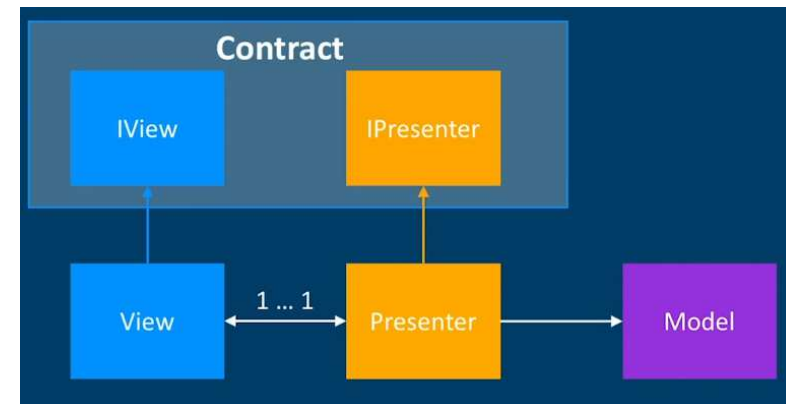 Contract
IView
IPresenter
View
1 ... 1
Presenter
Model